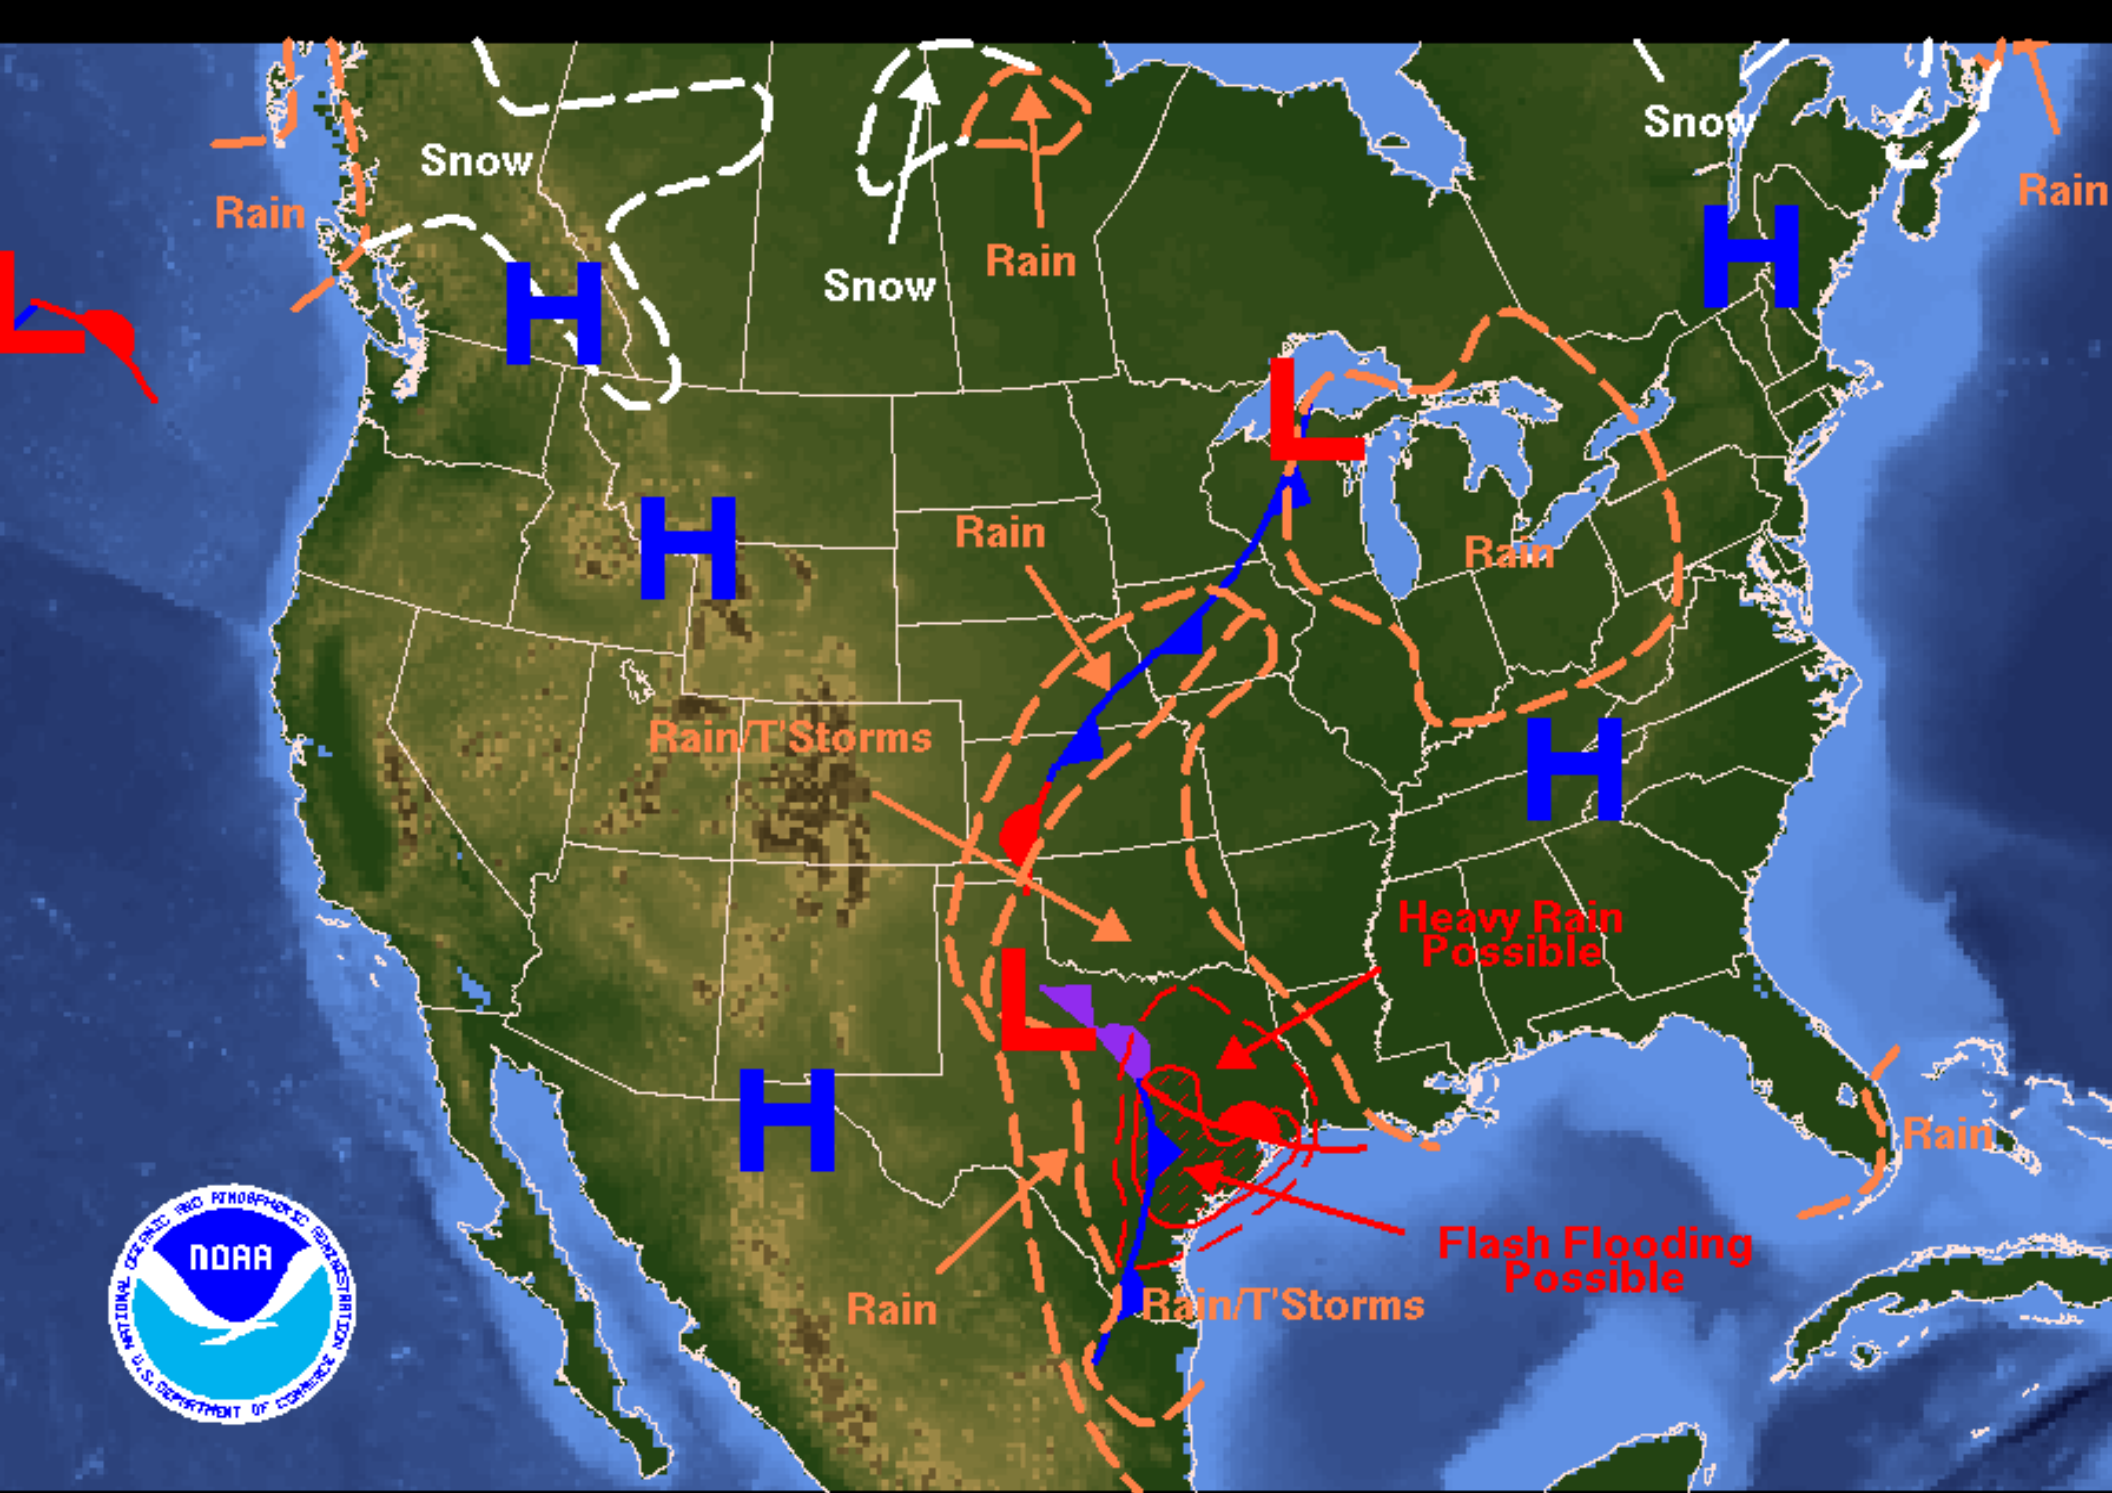 Snow
Rain
Snow
Rain
Snow
Rain
H
H
L
L
H
Rain
Rain
H
Rain/T'Storms
H
Heavy Rain
Possible
L
H
Rain
Flash Flooding
Possible
Rain
Rain/T'Storms
NATIONAL OCEANIC AND ATMOSPHERIC ADMINISTRATION
NOAA
U.S. DEPARTMENT OF COMMERCE